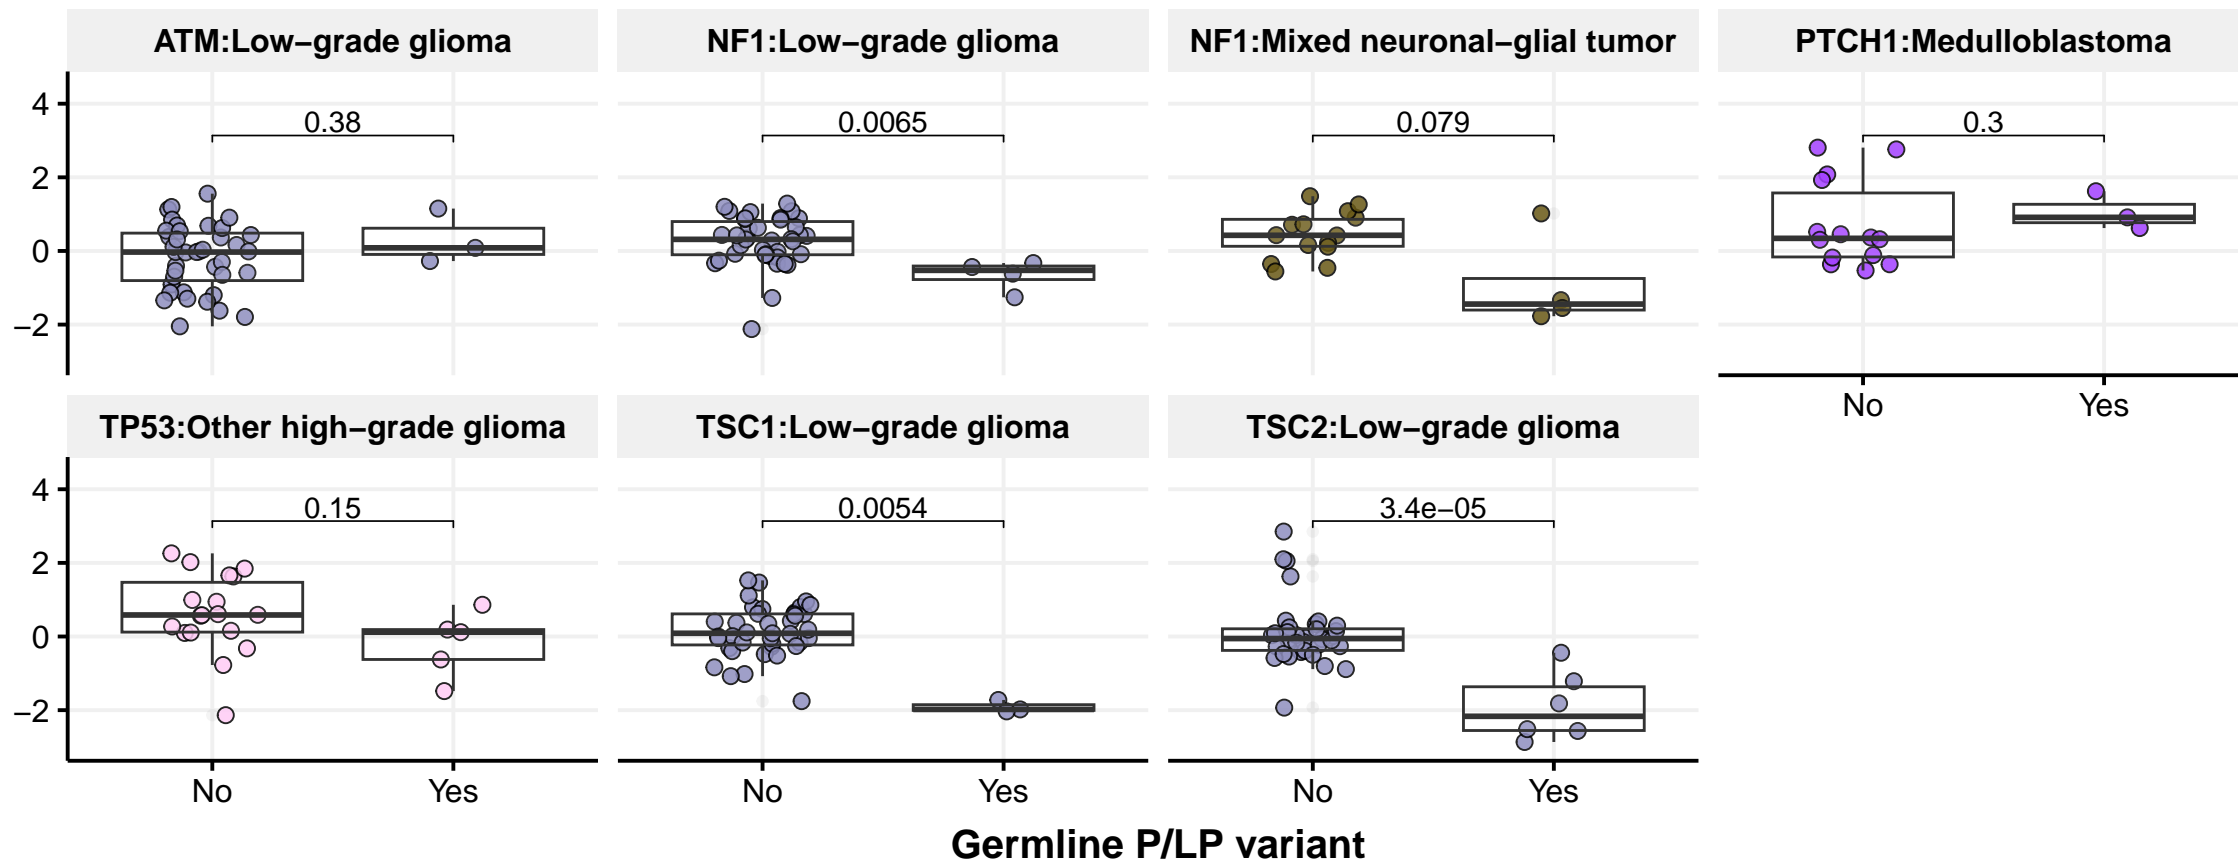 ATM:Low−grade glioma
NF1:Low−grade glioma
NF1:Mixed neuronal−glial tumor
PTCH1:Medulloblastoma
4
2
0
−2
0.38
0.0065
0.079
0.3
No
Yes
TP53:Other high−grade glioma
TSC1:Low−grade glioma
TSC2:Low−grade glioma
4
2
0
−2
0.15
0.0054
3.4e−05
No
Yes
No
Yes
No
Yes
Germline P/LP variant